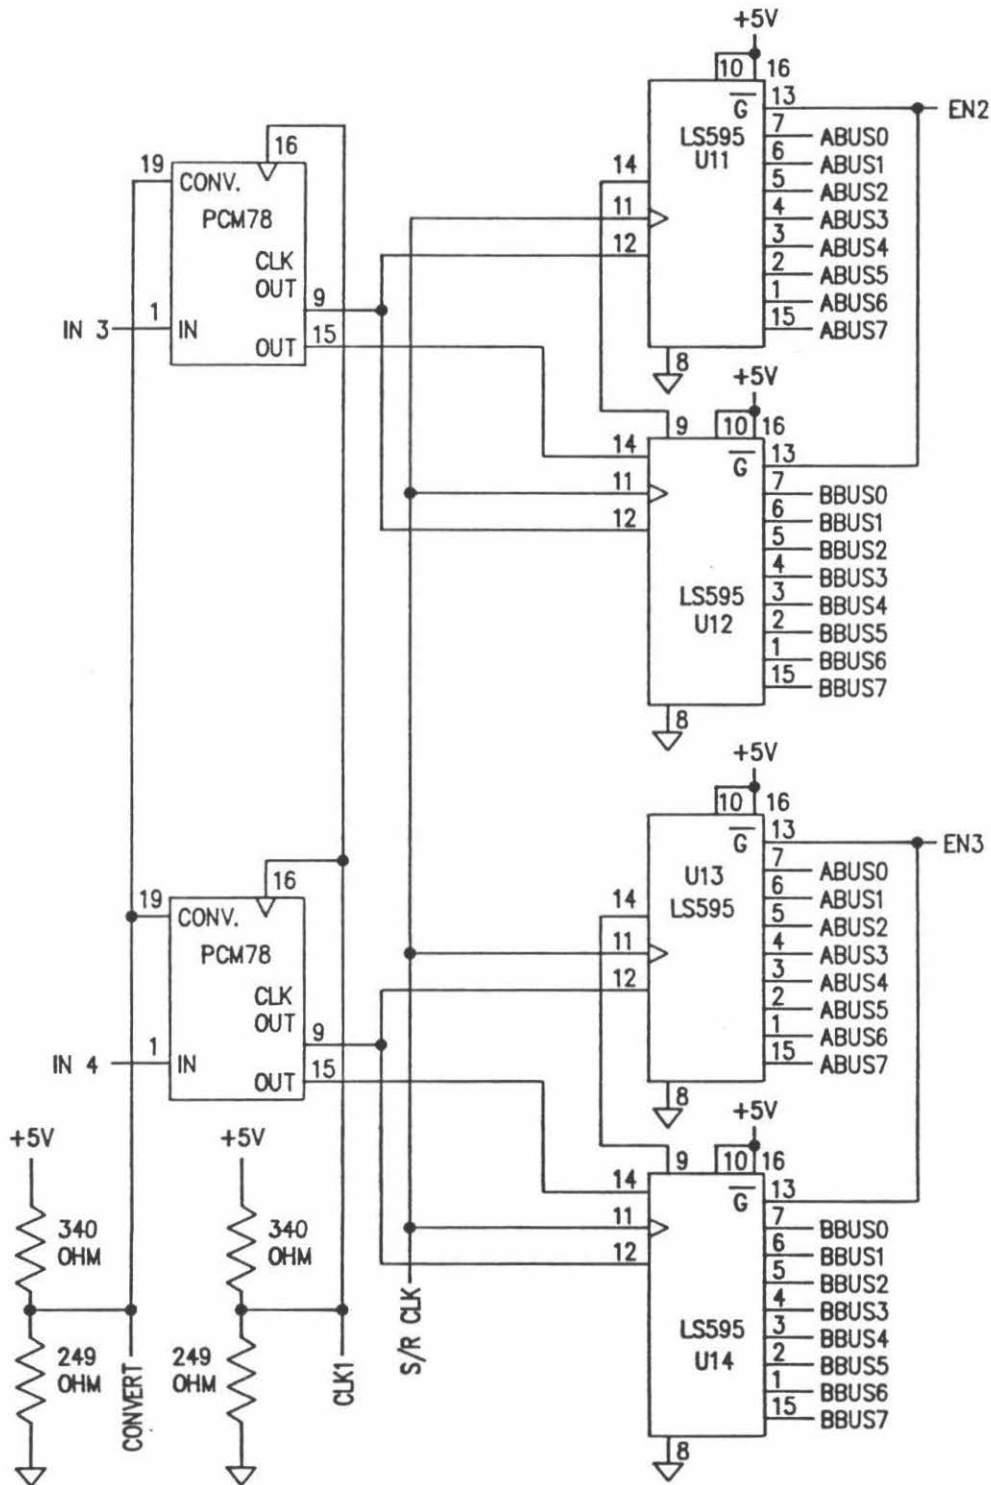 +5V
10 16
G 13 EN2
LS595
U11
7 ABUS0
6 ABUS1
5 ABUS2
4 ABUS3
3 ABUS4
2 ABUS5
1 ABUS6
15 ABUS7
14
11
12
8
16
19
CONV.
PCM78
CLK
OUT 9
IN 3 1 IN
OUT 15
+5V
9 10 16
G 13
14
11
12
7 BBUS0
6 BBUS1
5 BBUS2
4 BBUS3
3 BBUS4
2 BBUS5
1 BBUS6
15 BBUS7
LS595
U12
8
+5V
10 16
G 13 EN3
U13
LS595
7 ABUS0
6 ABUS1
5 ABUS2
4 ABUS3
3 ABUS4
2 ABUS5
1 ABUS6
15 ABUS7
14
11
12
8
16
19
CONV.
PCM78
CLK
OUT 9
IN 4 1 IN
OUT 15
+5V
9 10 16
G 13
14
11
12
7 BBUS0
6 BBUS1
5 BBUS2
4 BBUS3
3 BBUS4
2 BBUS5
1 BBUS6
15 BBUS7
LS595
U14
8
+5V
340
OHM
249
OHM
CONVERT
+5V
340
OHM
249
OHM
CLK1
S/R CLK